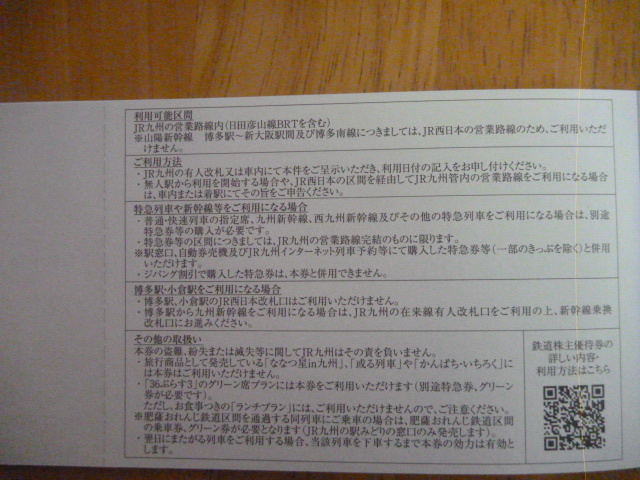 利用可能区間
JR九州の営業路線内(日田彦山線BRTを含む)
※山陽新幹線　博多駅〜新大阪駅間及び博多南線につきましては、JR西日本の営業路線のため、ご利用いただ
けません。
ご利用方法
・JR九州の有人改札又は車内にて本件をご呈示いただき、利用日付の記入をお申し付けください。
・無人駅から利用を開始する場合や、JR西日本の区間を経由してJR九州管内の営業路線をご利用になる場合
は、車内または着駅にてその旨をご申告ください。
特急列車や新幹線等をご利用になる場合
・普通・快速列車の指定席、九州新幹線、西九州新幹線及びその他の特急列車をご利用になる場合は、別途
特急券等の購入が必要です。
・特急券等の区間につきましては、JR九州の営業路線完結のものに限ります。
※駅窓口、自動券売機及びJR九州インターネット列車予約等にて購入した特急券等(一部のきっぷを除く)と併用
いただけます。
・ジパング割引で購入した特急券は、本券と併用できません。
博多駅・小倉駅をご利用になる場合
・博多駅、小倉駅のJR西日本改札口はご利用いただけません。
・博多駅から九州新幹線をご利用になる場合は、JR九州の在来線有人改札口をご利用の上、新幹線乗換
改札口にお進みください。
その他の取扱い
本券の盗難、紛失または滅失等に関してJR九州はその責を負いません。
・旅行商品として発売している「ななつ星in九州」、「或る列車」や「かんぱち・いちろく」に
は本券はご利用いただけません。
・「36ぷらす3」のグリーン席プランには本券をご利用いただけます(別途特急券、グリーン
券が必要です)。
ただし、お食事つきの「ランチプラン」には、ご利用いただけませんので、ご注意ください。
※肥薩おれんじ鉄道区間を通過する同列車にご乗車の場合は、肥薩おれんじ鉄道区間
の乗車券、グリーン券が必要となります(JR九州の駅みどりの窓口のみ発売します)。
・翌日にまたがる列車をご利用する場合、当該列車を下車するまで本券の効力は有効と
します。
鉄道株主優待券の
詳しい内容・
利用方法はこちら